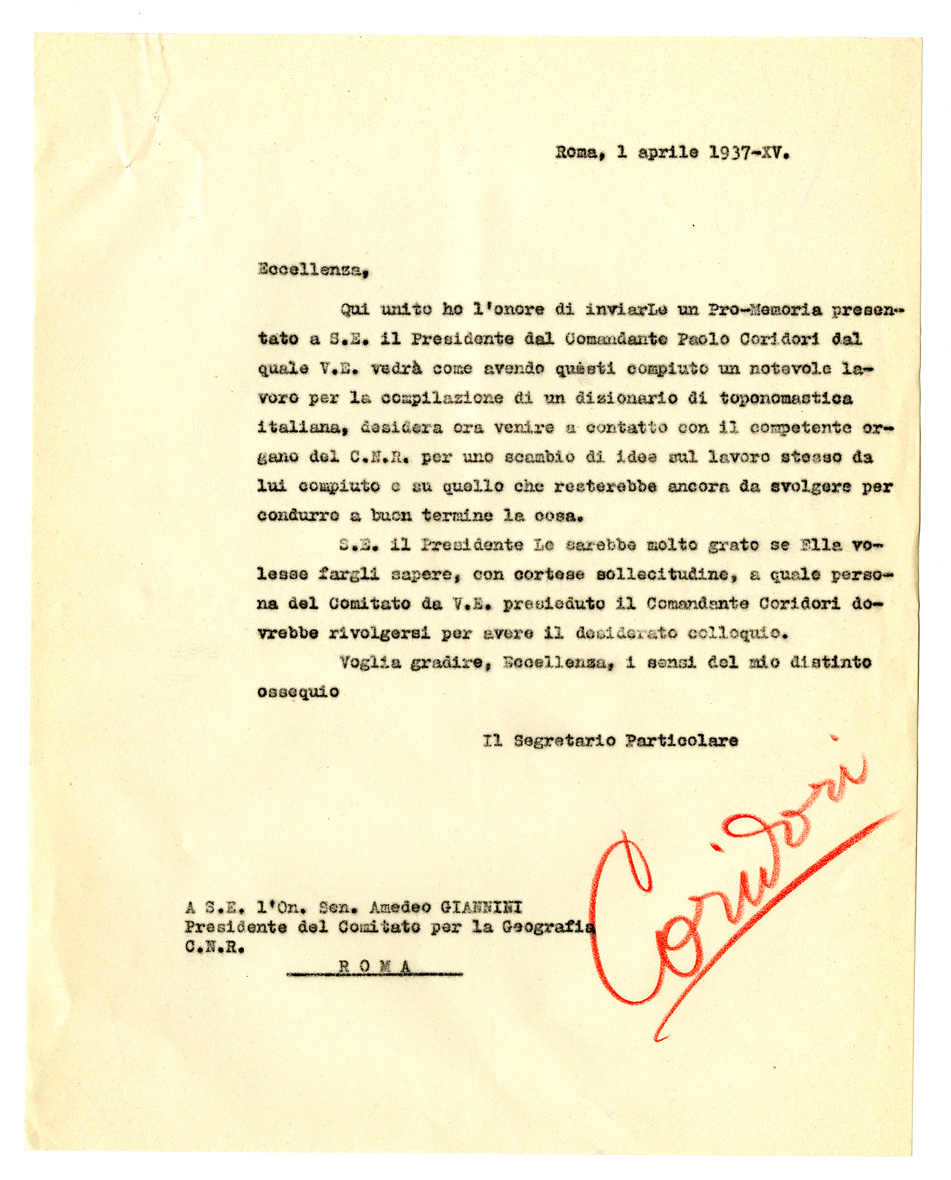 Roma, 1 aprile 1937-XV.
Eccellenza,
Qui unito ho l'onore di inviarLe un Pro-Memoria presen-
tato a S.E. il Presidente dal Comandante Paolo Coridori dal
quale V.E. vedrà come avendo quèsti compiuto un notevole la-
voro per la compilazione di un dizionario di toponomastica
italiana, desidera ora venire a contatto con il competente or-
gano del C.N.R. per uno scambio di idee sul lavoro stesso da
lui compiuto e su quello che resterebbe ancora da svolgere per
condurre a buon termine la cosa.
S.E. il Presidente Le sarebbe molto grato se Ella vo-
lesse fargli sapere, con cortese sollecitudine, a quale perso-
na del Comitato da V.E. presieduto il Comandante Coridori do-
vrebbe rivolgersi per avere il desiderato colloquio.
Voglia gradire, Eccellenza, i sensi del mio distinto
ossequio
Il Segretario Particolare
A S.E. l'On. Sen. Amedeo GIANNINI
Presidente del Comitato per la Geografia
C.N.R.
R O M A
Coridori